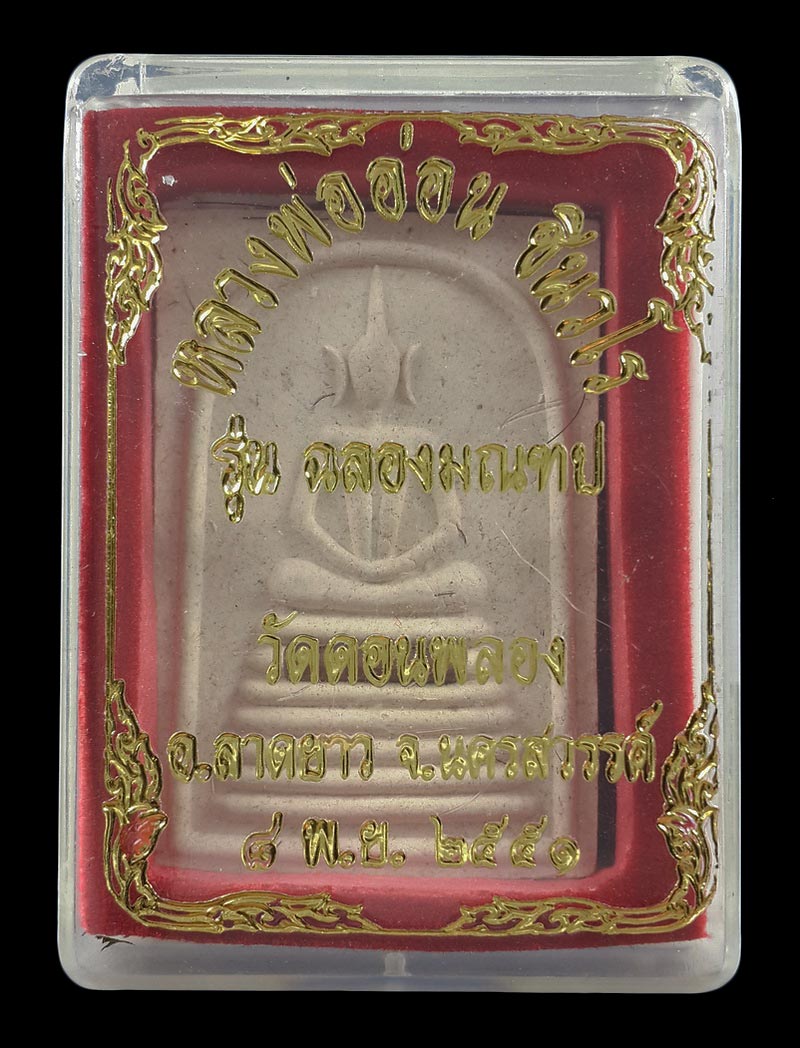 หลวงพ่ออ่อน ชินวโร
รุ่น ฉลองมณฑป
วัดดอนพลอง
อ.ลาดยาว จ.นครสวรรค์
๘ พ.ย. ๒๕๕๑